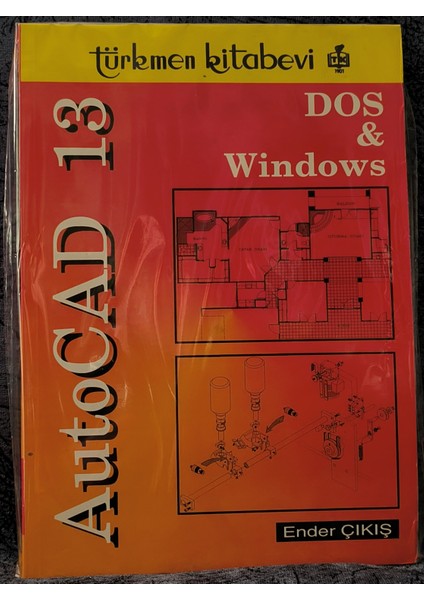 türkmen kitabevi
AutoCAD 13
DOS
&
Windows
Ender ÇIKIŞ